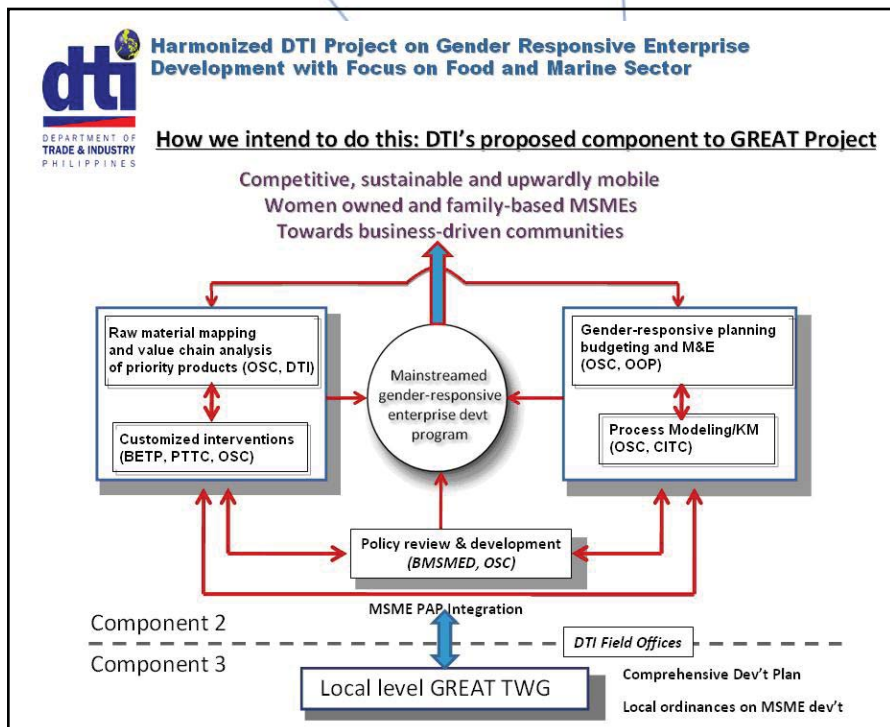 dti
DEPARTMENT OF
TRADE & INDUSTRY
PHILIPPINES
Harmonized DTI Project on Gender Responsive Enterprise
Development with Focus on Food and Marine Sector
How we intend to do this: DTI's proposed component to GREAT Project
Competitive, sustainable and upwardly mobile
Women owned and family-based MSMEs
Towards business-driven communities
Raw material mapping
and value chain analysis
of priority products (OSC, DTI)
Customized interventions
(BETP, PTTC, OSC)
Mainstreamed
gender-responsive
enterprise devt
program
Gender-responsive planning
budgeting and M&E
(OSC, OOP)
Process Modeling/KM
(OSC, CITC)
Policy review & development
(BMSMED, OSC)
MSME PAP Integration
Component 2
DTI Field Offices
Component 3
Local level GREAT TWG
Comprehensive Dev't Plan
Local ordinances on MSME dev't